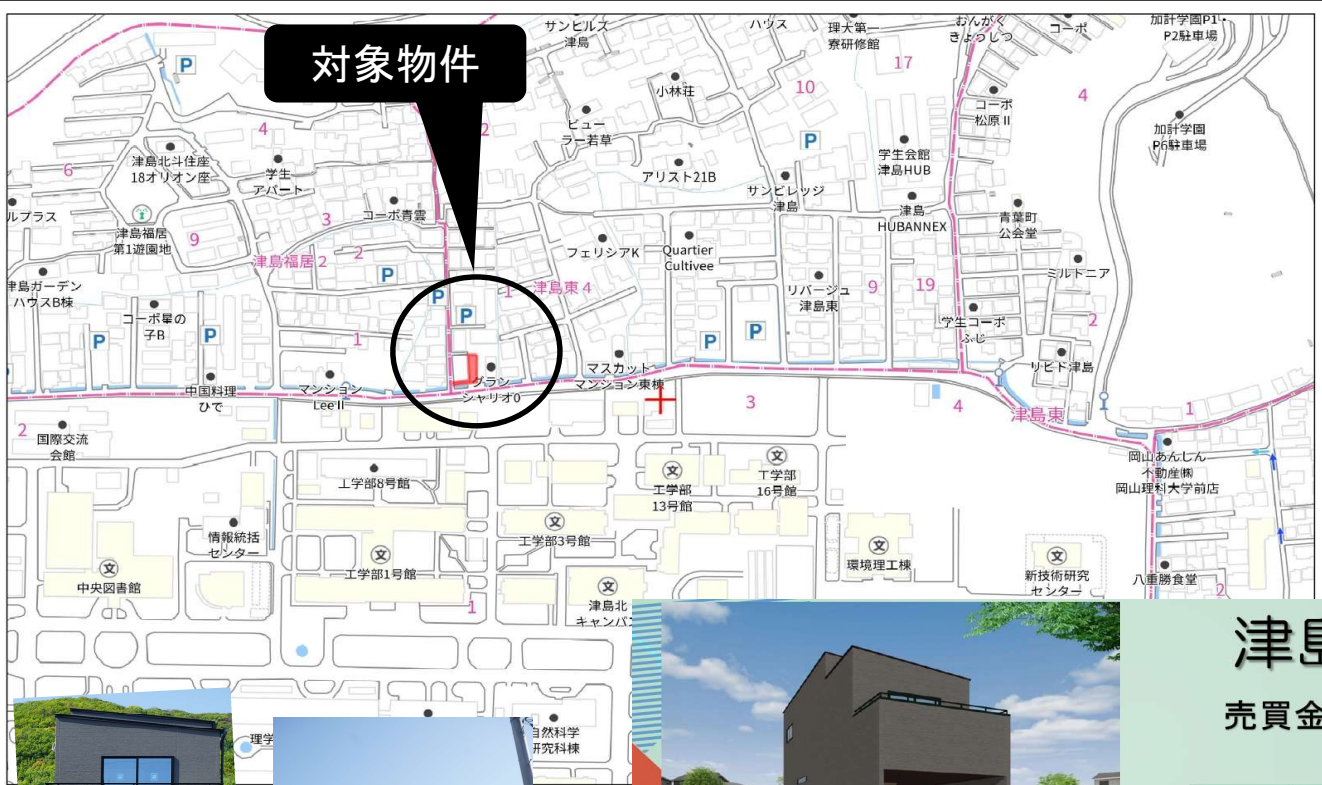 対象物件
サンヒルズ
津島
ハウス
理大第一
寮研修館
おんがく
きょうしつ
コーポ
加計学園P1・
P2駐車場
P
17
10
4
小林荘
コーポ
松原Ⅱ
加計学園
P6駐車場
4
2
ビュー
ラー若草
P
学生会館
津島HUB
6
津島北斗住座
18オリオン座
学生
アパート
アリスト21B
サンビレッジ
津島
ルプラス
3
コーポ青雲
津島
HUBANNEX
青葉町
公会堂
津島福居
第1遊園地
9
2
津島福居2
フェリシアK
Quartier
Cultivee
ミルトニア
津島ガーデン
ハウスB棟
P
P
1
津島東4
リバージュ
津島東
9
19
コーポ星の
子B
P
P
P
2
学生コーポ
ふじ
P
P
1
リビド津島
中国料理
ひで
マンション
LeeⅡ
グラン
シャリオ0
マスカット
マンション東棟
3
4
津島東
1
2
国際交流
会館
岡山あんしん
不動産㈱
岡山理科大学前店
工学部8号館
文
工学部
13号館
文
工学部
16号館
情報統括
センター
文
工学部3号館
文
中央図書館
文
工学部1号館
文
環境理工棟
文
新技術研究
センター
八重勝食堂
2
1
文
津島北
キャンパス
理学
自然科学
研究科棟
津島
売買金